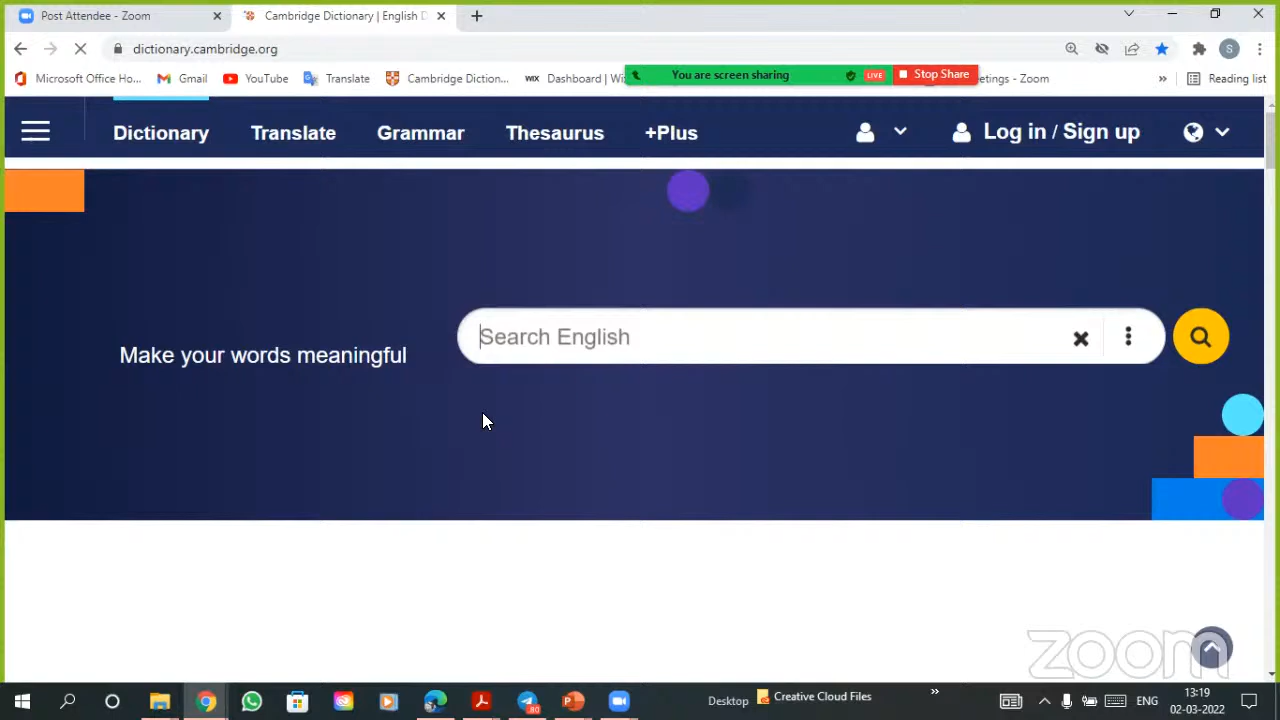 Post Attendee - Zoom
Cambridge Dictionary | English D
dictionary.cambridge.org
S
Microsoft Office Ho...
Gmail
YouTube
Translate
Cambridge Diction...
WIX Dashboard | Wi
You are screen sharing
LIVE
Stop Share
etings - Zoom
»
Reading list
Dictionary
Translate
Grammar
Thesaurus
+Plus
Log in / Sign up
Make your words meaningful
Search English
zoom
Desktop
Creative Cloud Files
»
ENG
13:19
02-03-2022